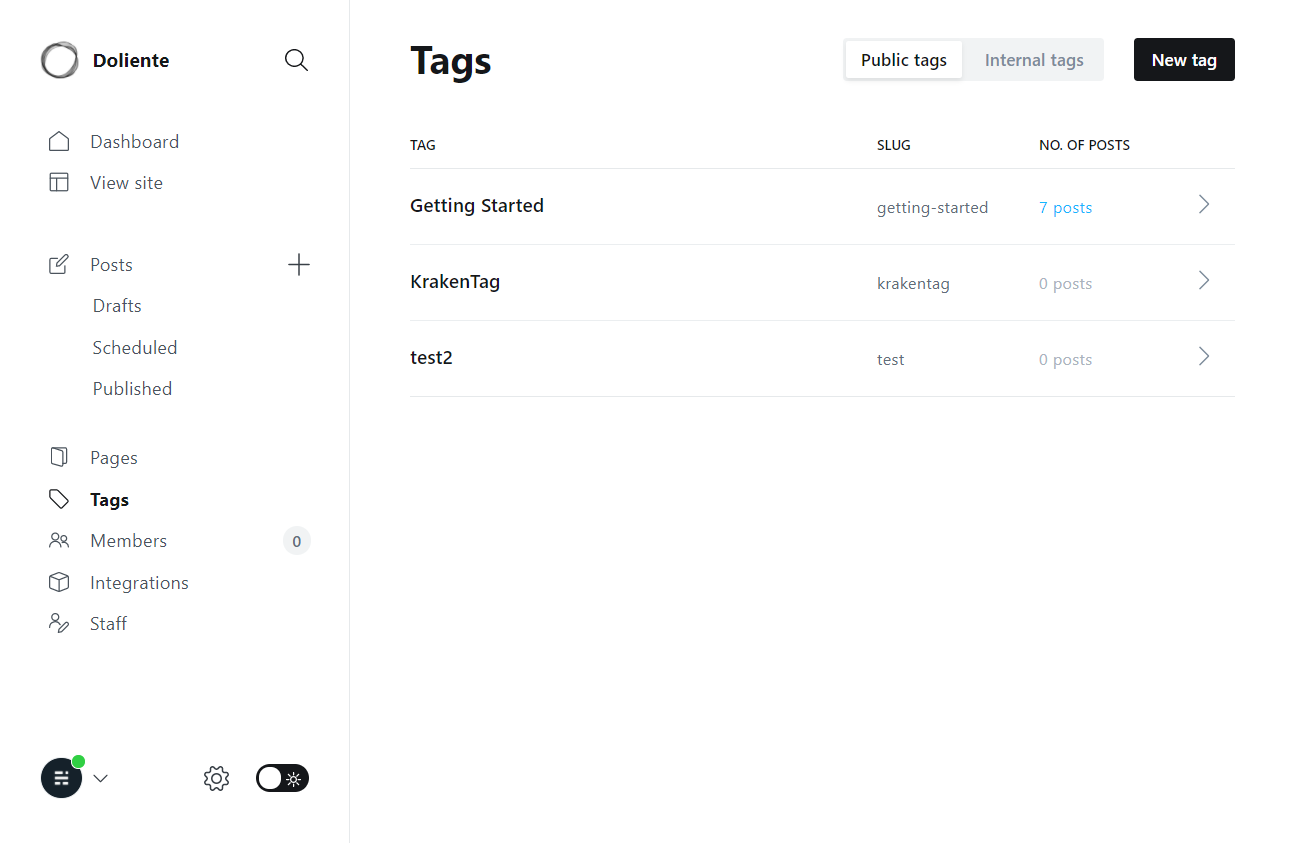 Doliente
Dashboard
View site
Posts
Drafts
Scheduled
Published
Pages
Tags
Members 0
Integrations
Staff
Tags
Public tags Internal tags New tag
TAG SLUG NO. OF POSTS
Getting Started getting-started 7 posts
KrakenTag krakentag 0 posts
test2 test 0 posts